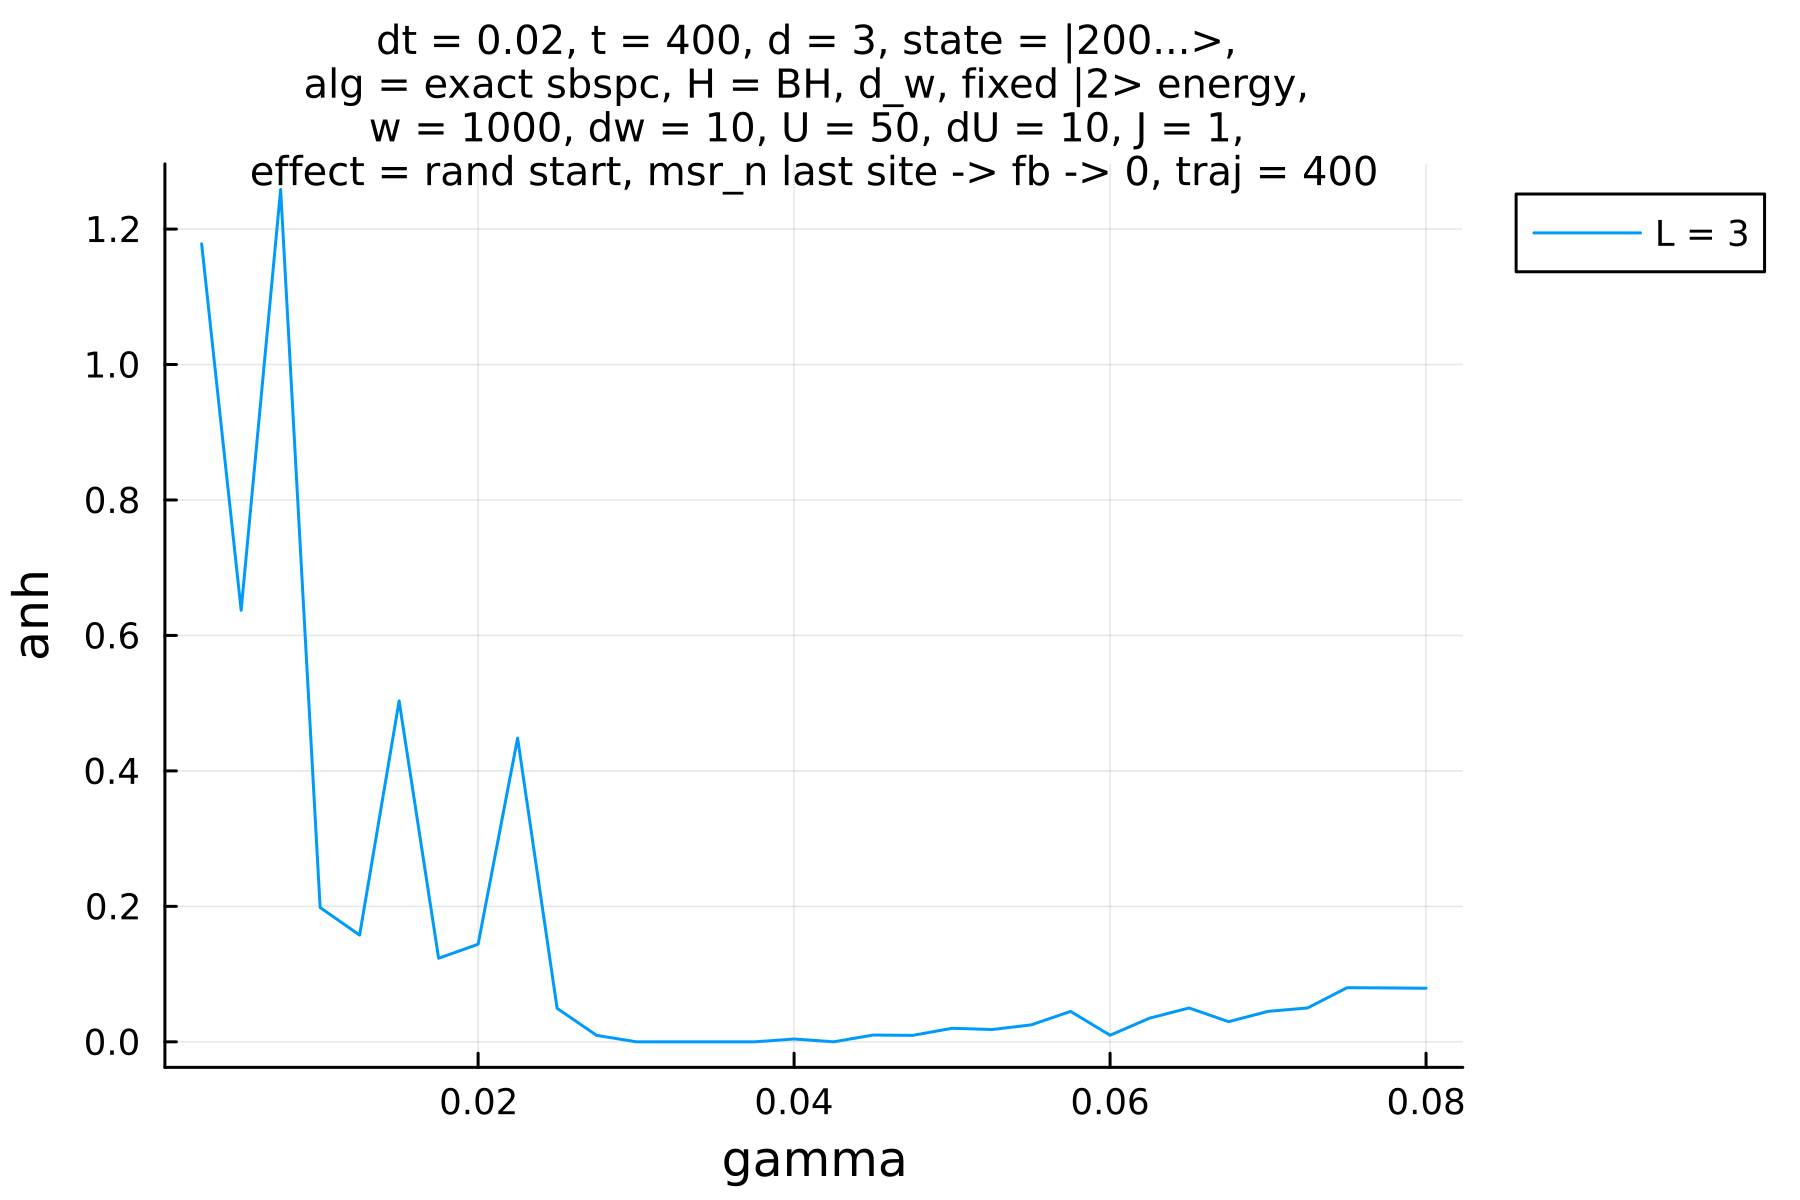 dt = 0.02, t = 400, d = 3, state = |200...>,
alg = exact sbspc, H = BH, d_w, fixed |2> energy,
w = 1000, dw = 10, U = 50, dU = 10, J = 1,
effect = rand start, msr_n last site -> fb -> 0, traj = 400
L = 3
1.2
1.0
0.8
0.6
0.4
0.2
0.0
anh
0.02 0.04 0.06 0.08
gamma